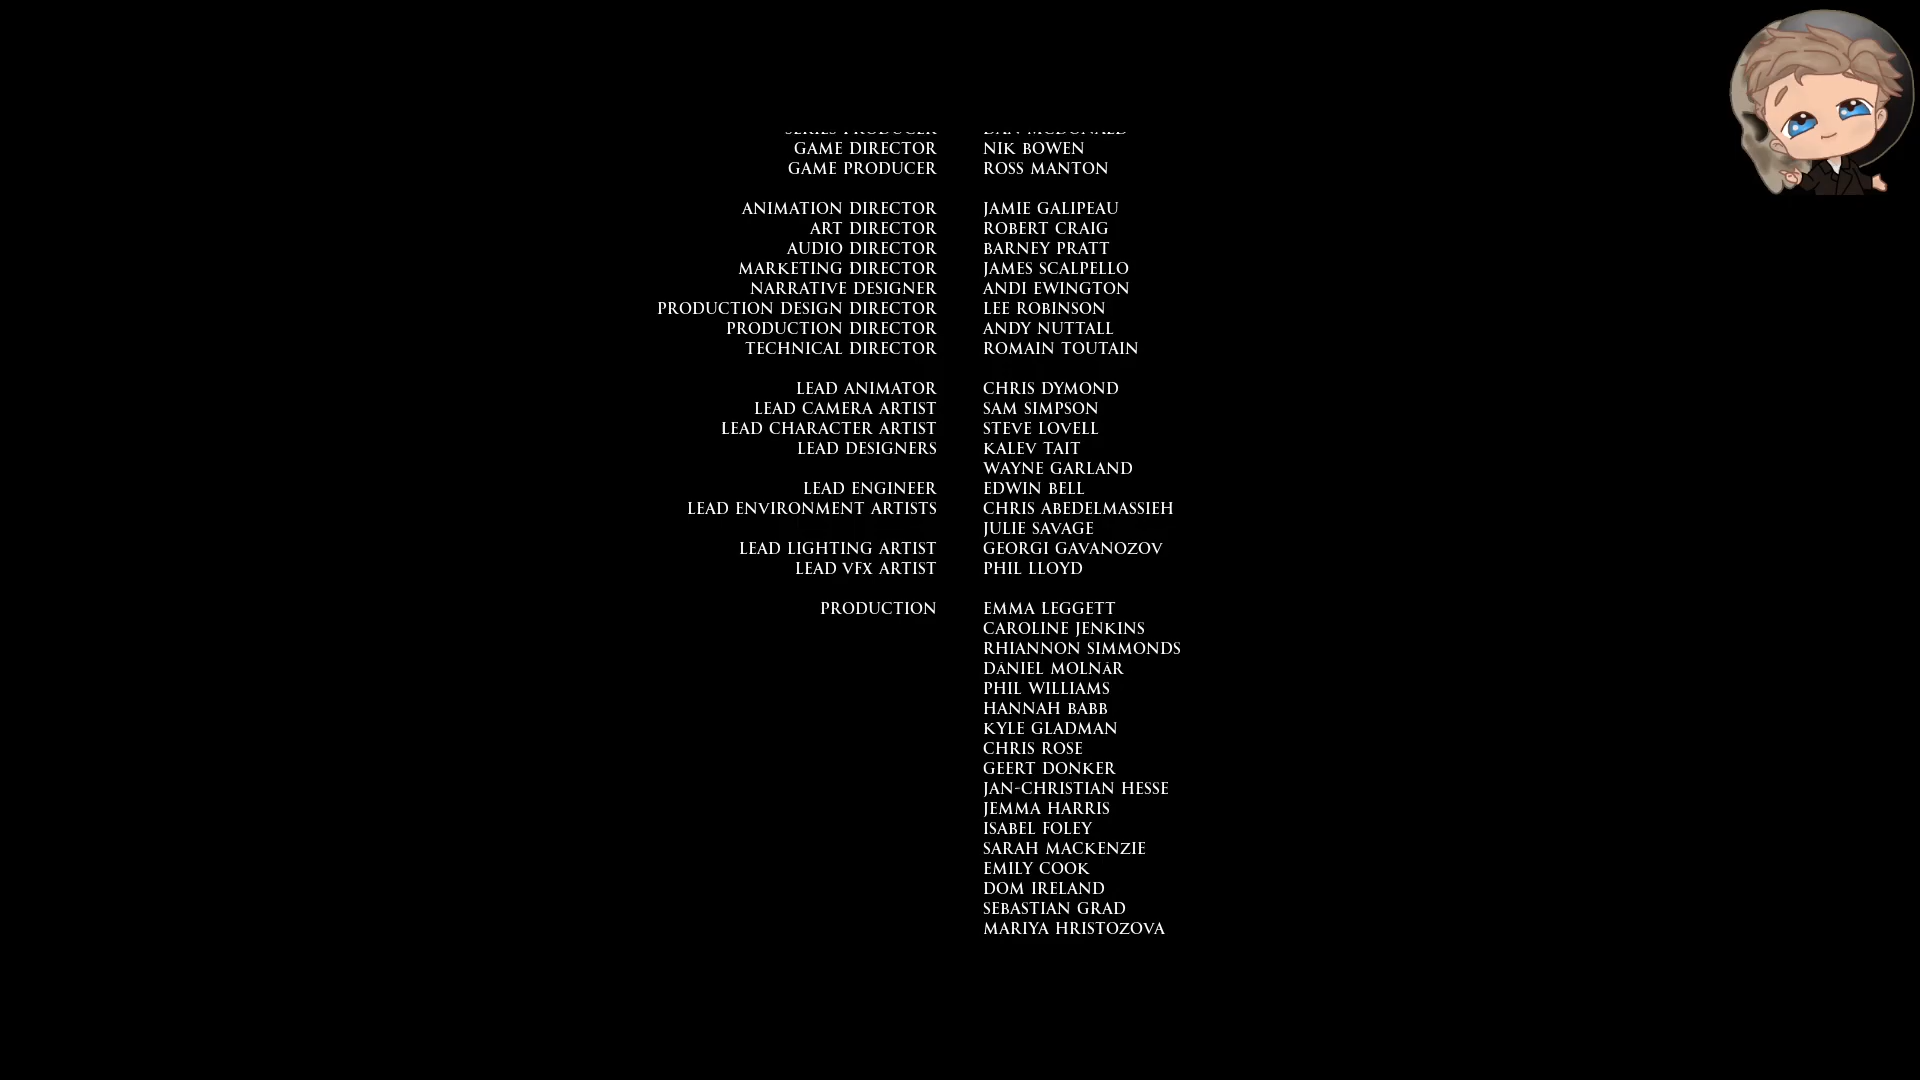 SERIES PRODUCER DAN MCDONALD
GAME DIRECTOR NIK BOWEN
GAME PRODUCER ROSS MANTON
ANIMATION DIRECTOR JAMIE GALIPEAU
ART DIRECTOR ROBERT CRAIG
AUDIO DIRECTOR BARNEY PRATT
MARKETING DIRECTOR JAMES SCALPELLO
NARRATIVE DESIGNER ANDI EWINGTON
PRODUCTION DESIGN DIRECTOR LEE ROBINSON
PRODUCTION DIRECTOR ANDY NUTTALL
TECHNICAL DIRECTOR ROMAIN TOUTAIN
LEAD ANIMATOR CHRIS DYMOND
LEAD CAMERA ARTIST SAM SIMPSON
LEAD CHARACTER ARTIST STEVE LOVELL
LEAD DESIGNERS KALEV TAIT
WAYNE GARLAND
LEAD ENGINEER EDWIN BELL
LEAD ENVIRONMENT ARTISTS CHRIS ABEDELMASSIEH
JULIE SAVAGE
LEAD LIGHTING ARTIST GEORGI GAVANOZOV
LEAD VFX ARTIST PHIL LLOYD
PRODUCTION EMMA LEGGETT
CAROLINE JENKINS
RHIANNON SIMMONDS
DÁNIEL MOLNÁR
PHIL WILLIAMS
HANNAH BABB
KYLE GLADMAN
CHRIS ROSE
GEERT DONKER
JAN-CHRISTIAN HESSE
JEMMA HARRIS
ISABEL FOLEY
SARAH MACKENZIE
EMILY COOK
DOM IRELAND
SEBASTIAN GRAD
MARIYA HRISTOZOVA